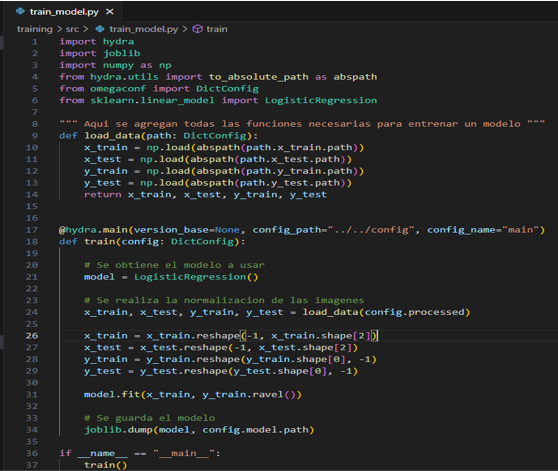 train_model.py ×
training > src > train_model.py > train
1 import hydra
2 import joblib
3 import numpy as np
4 from hydra.utils import to_absolute_path as abspath
5 from omegaconf import DictConfig
6 from sklearn.linear_model import LogisticRegression
7
8 """ Aqui se agregan todas las funciones necesarias para entrenar un modelo """
9 def load_data(path: DictConfig):
10     x_train = np.load(abspath(path.x_train.path))
11     x_test = np.load(abspath(path.x_test.path))
12     y_train = np.load(abspath(path.y_train.path))
13     y_test = np.load(abspath(path.y_test.path))
14     return x_train, x_test, y_train, y_test
15
16
17 @hydra.main(version_base=None, config_path="../../config", config_name="main")
18 def train(config: DictConfig):
19
20     # Se obtiene el modelo a usar
21     model = LogisticRegression()
22
23     # Se realiza la normalizacion de las imagenes
24     x_train, x_test, y_train, y_test = load_data(config.processed)
25
26     x_train = x_train.reshape(-1, x_train.shape[2])
27     x_test = x_test.reshape(-1, x_test.shape[2])
28     y_train = y_train.reshape(y_train.shape[0], -1)
29     y_test = y_test.reshape(y_test.shape[0], -1)
30
31     model.fit(x_train, y_train.ravel())
32
33     # Se guarda el modelo
34     joblib.dump(model, config.model.path)
35
36 if __name__ == "__main__":
37     train()